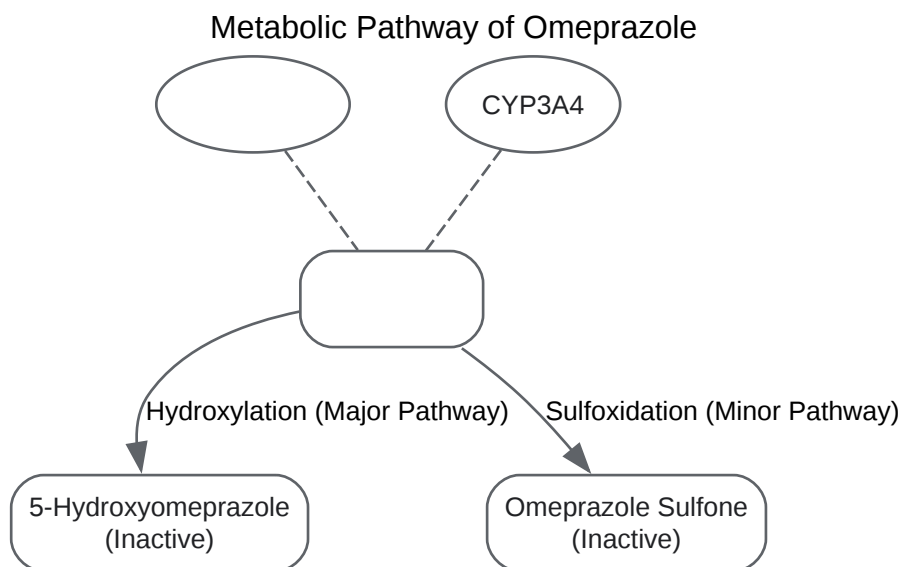 Metabolic Pathway of Omeprazole
CYP3A4
Hydroxylation (Major Pathway)
Sulfoxidation (Minor Pathway)
5-Hydroxyomeprazole
(Inactive)
Omeprazole Sulfone
(Inactive)